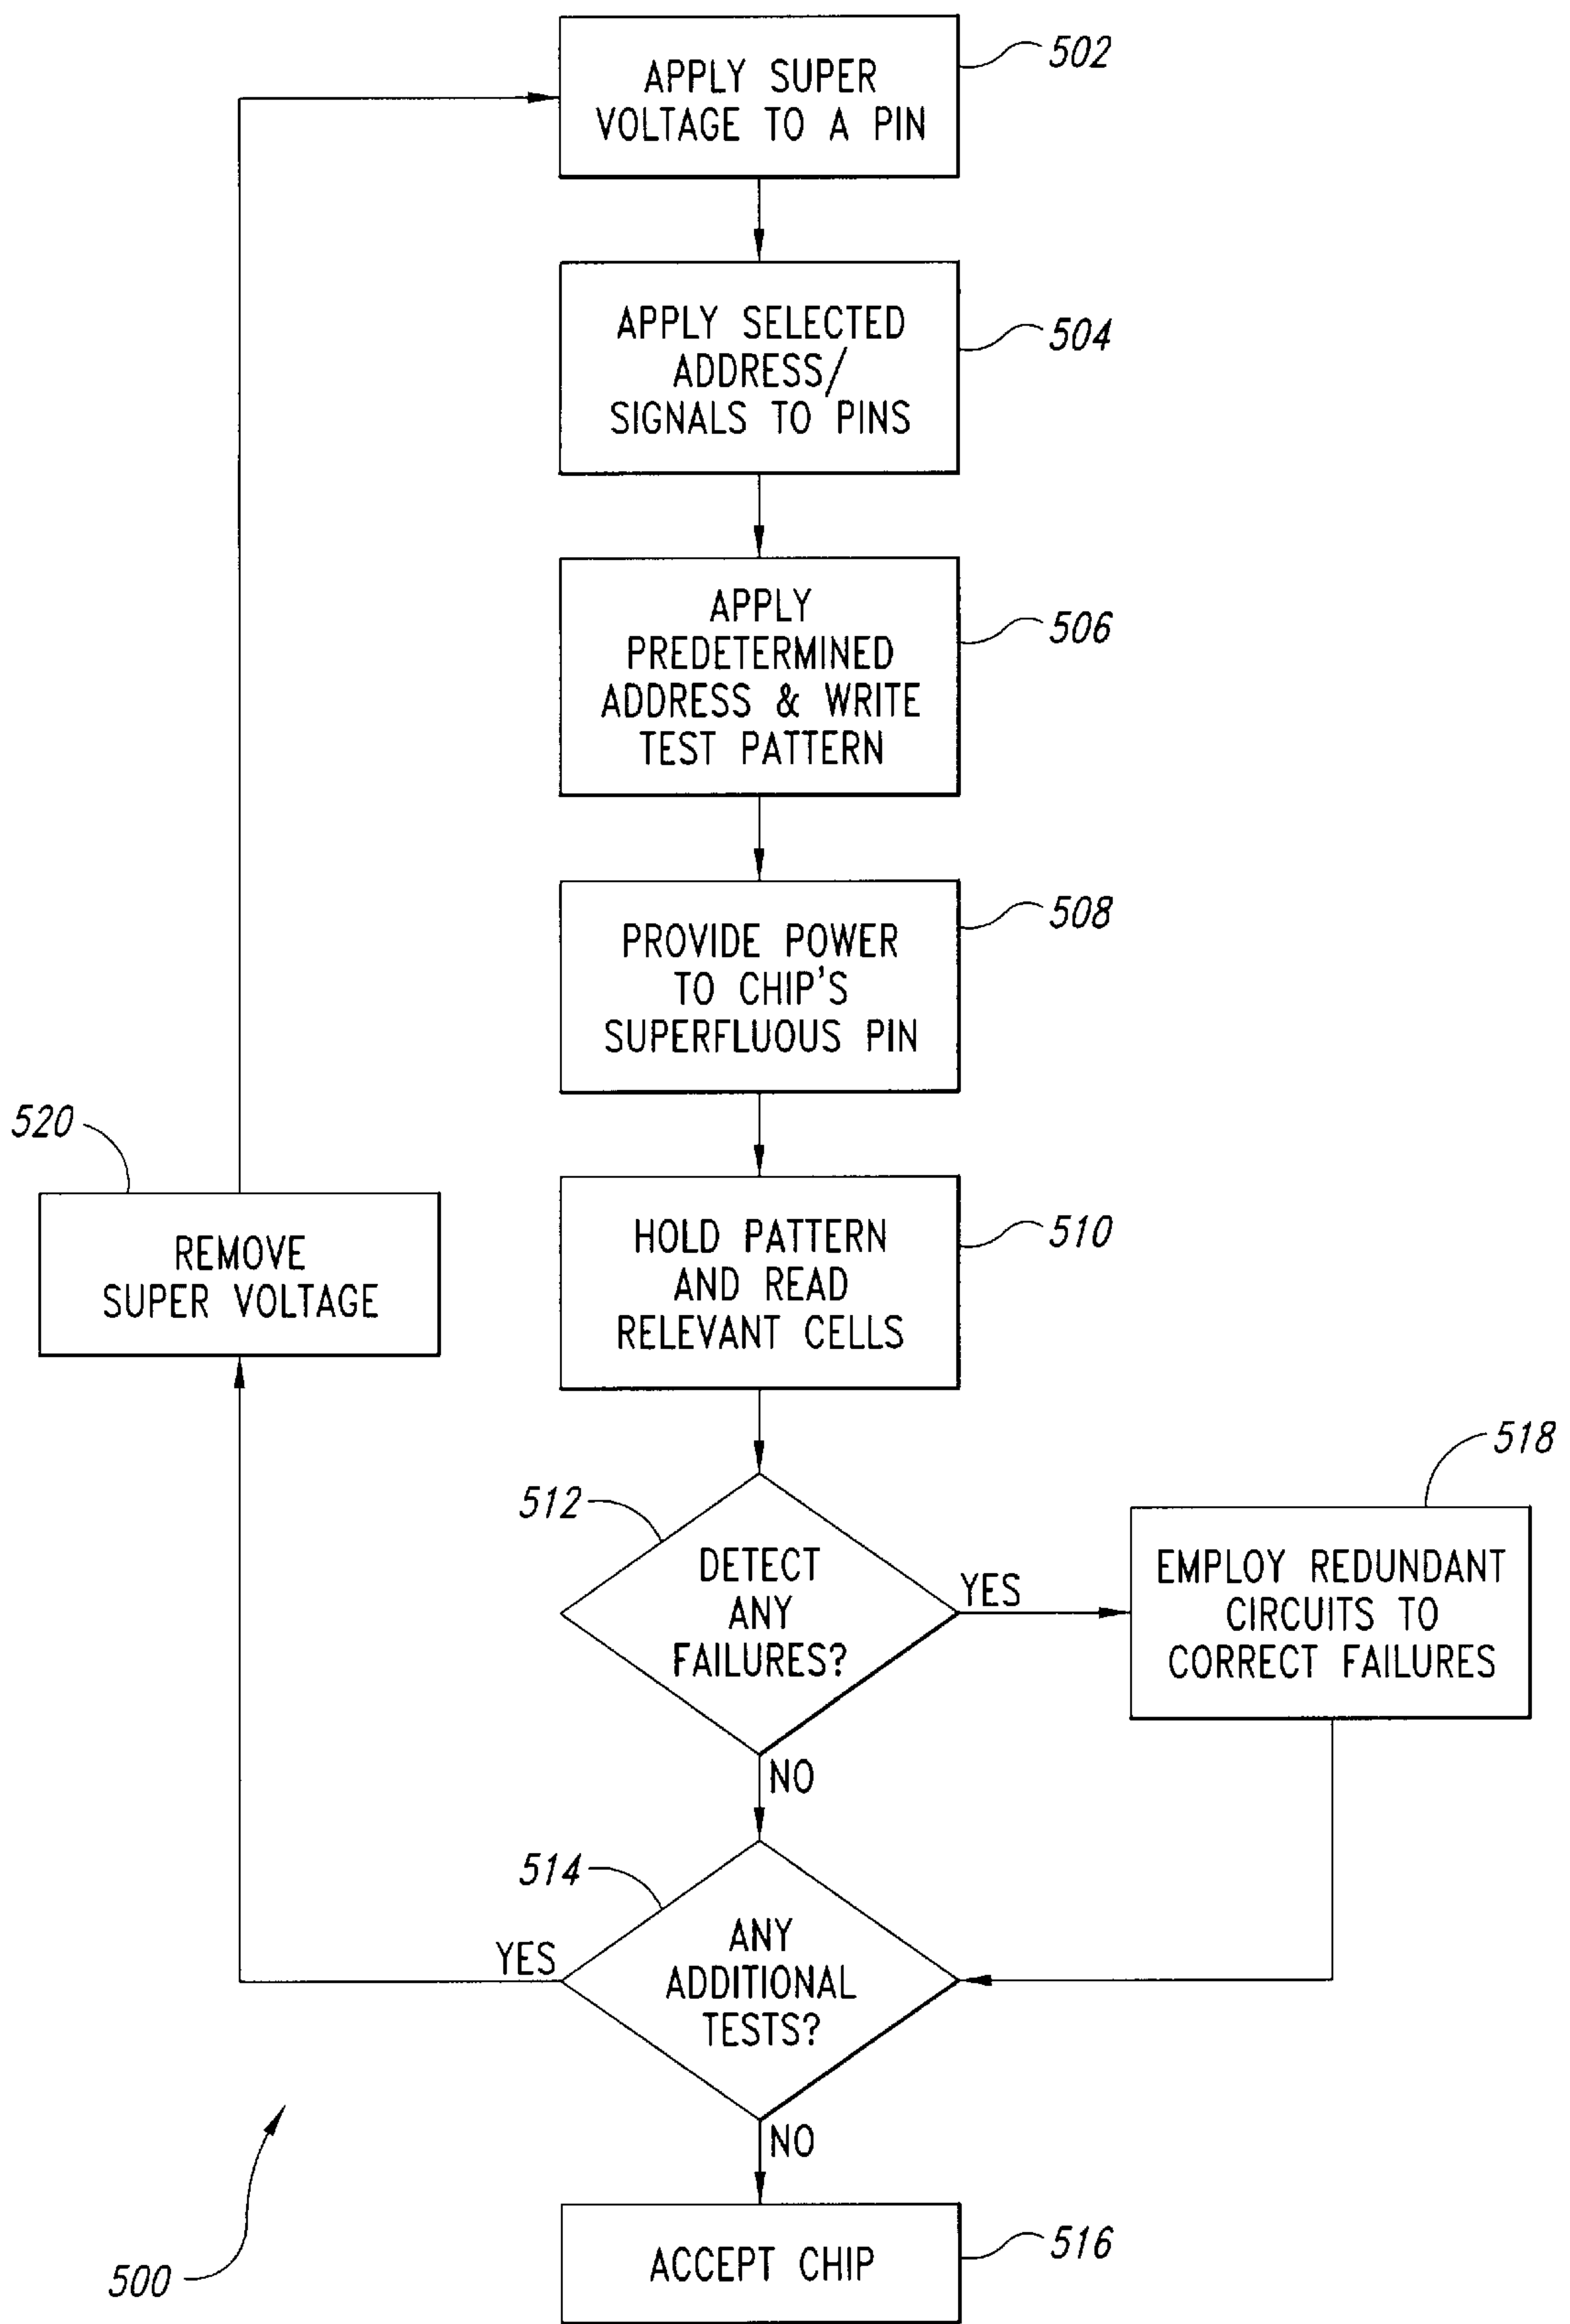 APPLY SUPER
VOLTAGE TO A PIN
502
APPLY SELECTED
ADDRESS/
SIGNALS TO PINS
504
APPLY
PREDETERMINED
ADDRESS & WRITE
TEST PATTERN
506
PROVIDE POWER
TO CHIP'S
SUPERFLUOUS PIN
508
520
REMOVE
SUPER VOLTAGE
HOLD PATTERN
AND READ
RELEVANT CELLS
510
512
DETECT
ANY
FAILURES?
YES
NO
518
EMPLOY REDUNDANT
CIRCUITS TO
CORRECT FAILURES
514
ANY
ADDITIONAL
TESTS?
YES
NO
500
ACCEPT CHIP
516